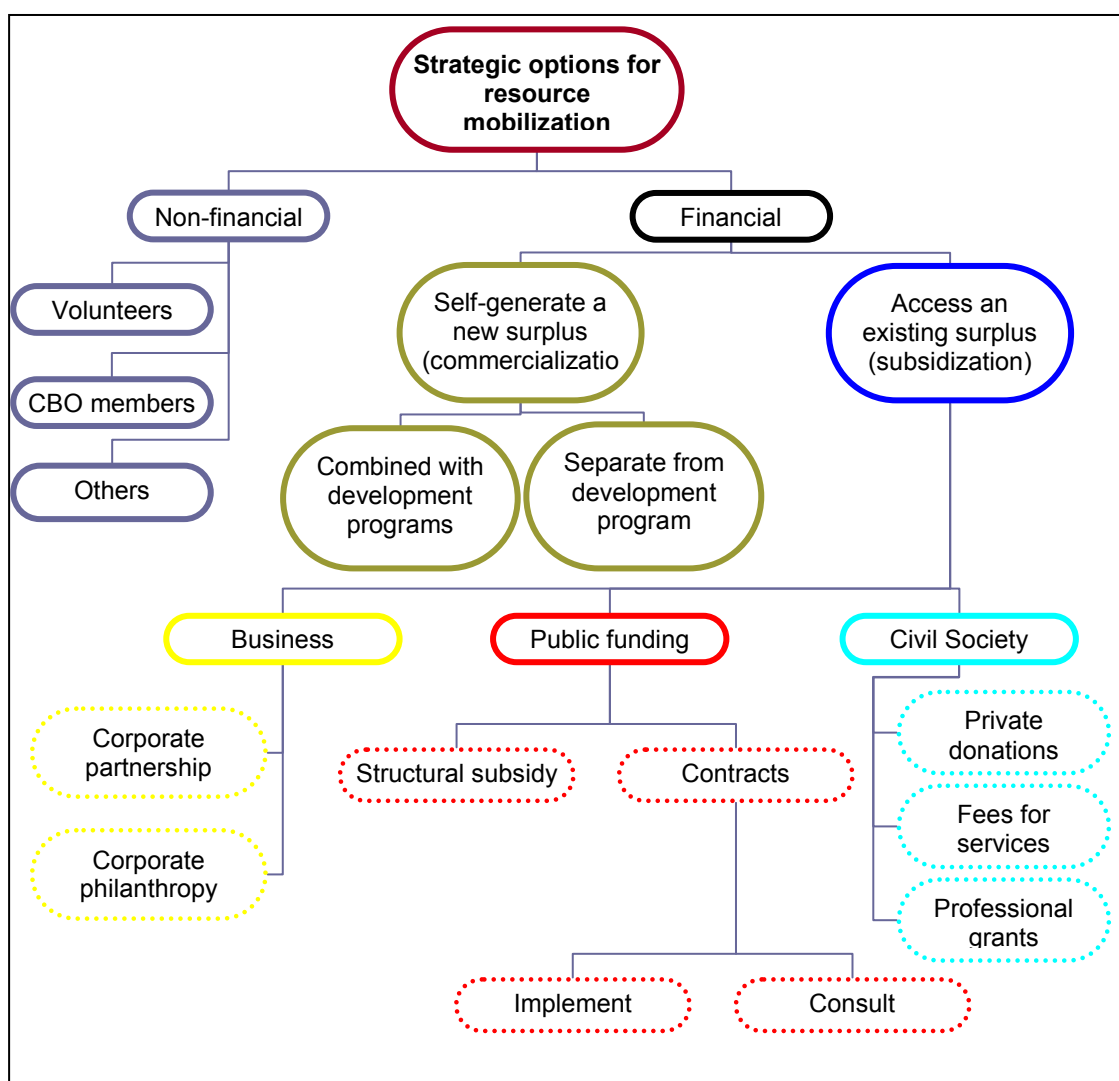 Strategic options for
resource
mobilization
Non-financial
Financial
Volunteers
CBO members
Others
Self-generate a
new surplus
(commercializatio
Access an
existing surplus
(subsidization)
Combined with
development
programs
Separate from
development
program
Business
Public funding
Civil Society
Corporate
partnership
Corporate
philanthropy
Structural subsidy
Contracts
Implement
Consult
Private
donations
Fees for
services
Professional
grants